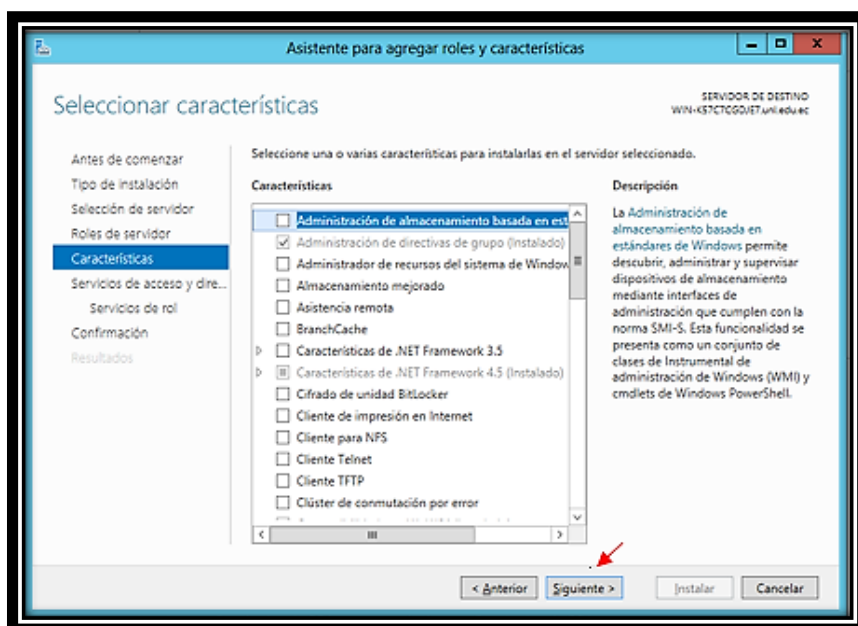 Asistente para agregar roles y características
Seleccionar características
SERVIDOR DE DESTINO
WIN-K57C7CGDJE7.uni.edu.ec
Antes de comenzar
Tipo de instalación
Selección de servidor
Roles de servidor
Características
Servicios de acceso y dire...
Servicios de rol
Confirmación
Resultados
Seleccione una o varias características para instalarlas en el servidor seleccionado.
Características
Administración de almacenamiento basada en est
Administración de directivas de grupo (Instalado)
Administrador de recursos del sistema de Window
Almacenamiento mejorado
Asistencia remota
BranchCache
Características de .NET Framework 3.5
Características de .NET Framework 4.5 (Instalado)
Cifrado de unidad BitLocker
Cliente de impresión en Internet
Cliente para NFS
Cliente Telnet
Cliente TFTP
Clúster de conmutación por error
Descripción
La Administración de
almacenamiento basada en
estándares de Windows permite
descubrir, administrar y supervisar
dispositivos de almacenamiento
mediante interfaces de
administración que cumplen con la
norma SMI-S. Esta funcionalidad se
presenta como un conjunto de
clases de Instrumental de
administración de Windows (WMI) y
cmdlets de Windows PowerShell.
< Anterior
Siguiente >
Instalar
Cancelar